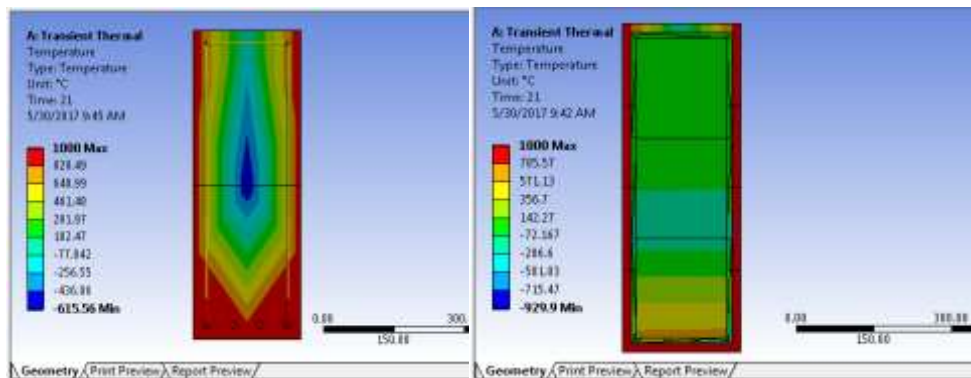 A: Transient Thermal
Temperature
Type: Temperature
Unit: °C
Time: 21
5/30/2017 9:45 AM
1000 Max
820.49
640.99
461.48
281.97
102.47
-77.042
-256.55
-436.06
-615.56 Min
0.00
300.
150.00
Geometry Print Preview Report Preview
A: Transient Thermal
Temperature
Type: Temperature
Unit: °C
Time: 21
5/30/2017 9:42 AM
1000 Max
785.57
571.13
356.7
142.27
-72.167
-286.6
-501.03
-715.47
-929.9 Min
0.00
300.00
150.00
Geometry Print Preview Report Preview